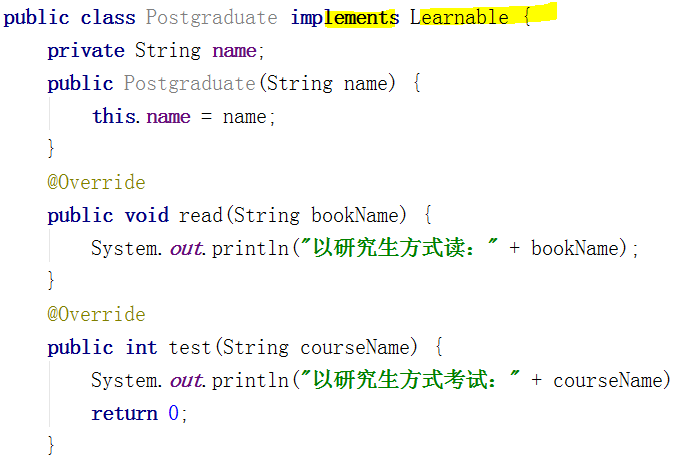 public class Postgraduate implements Learnable {
private String name;
public Postgraduate(String name) {
this.name = name;
}
@Override
public void read(String bookName) {
System.out.println("以研究生方式读：" + bookName);
}
@Override
public int test(String courseName) {
System.out.println("以研究生方式考试：" + courseName)
return 0;
}